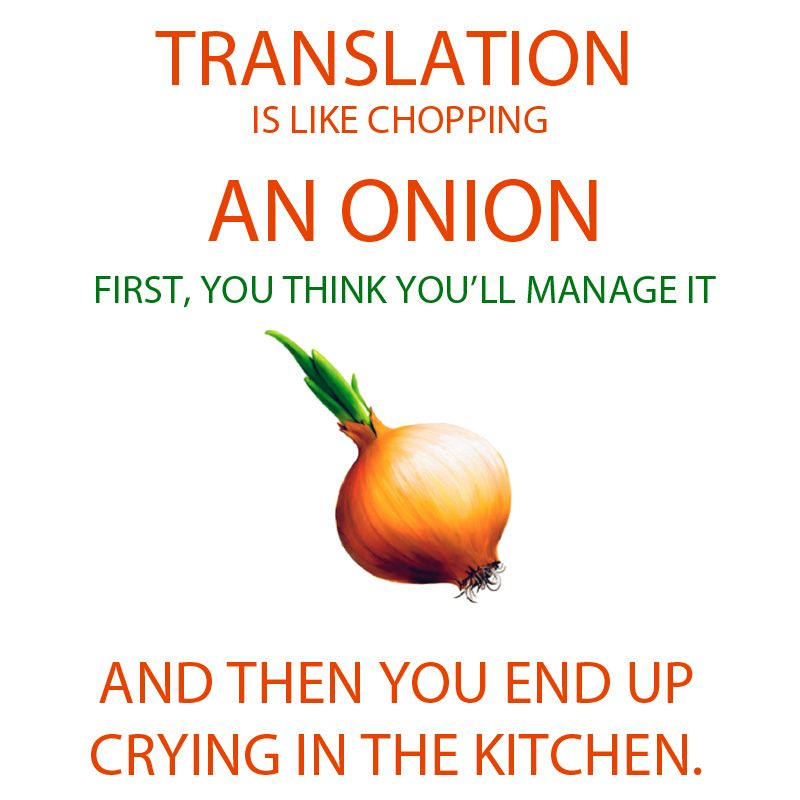 TRANSLATION
IS LIKE CHOPPING
AN ONION
FIRST, YOU THINK YOU'LL MANAGE IT
AND THEN YOU END UP
CRYING IN THE KITCHEN.